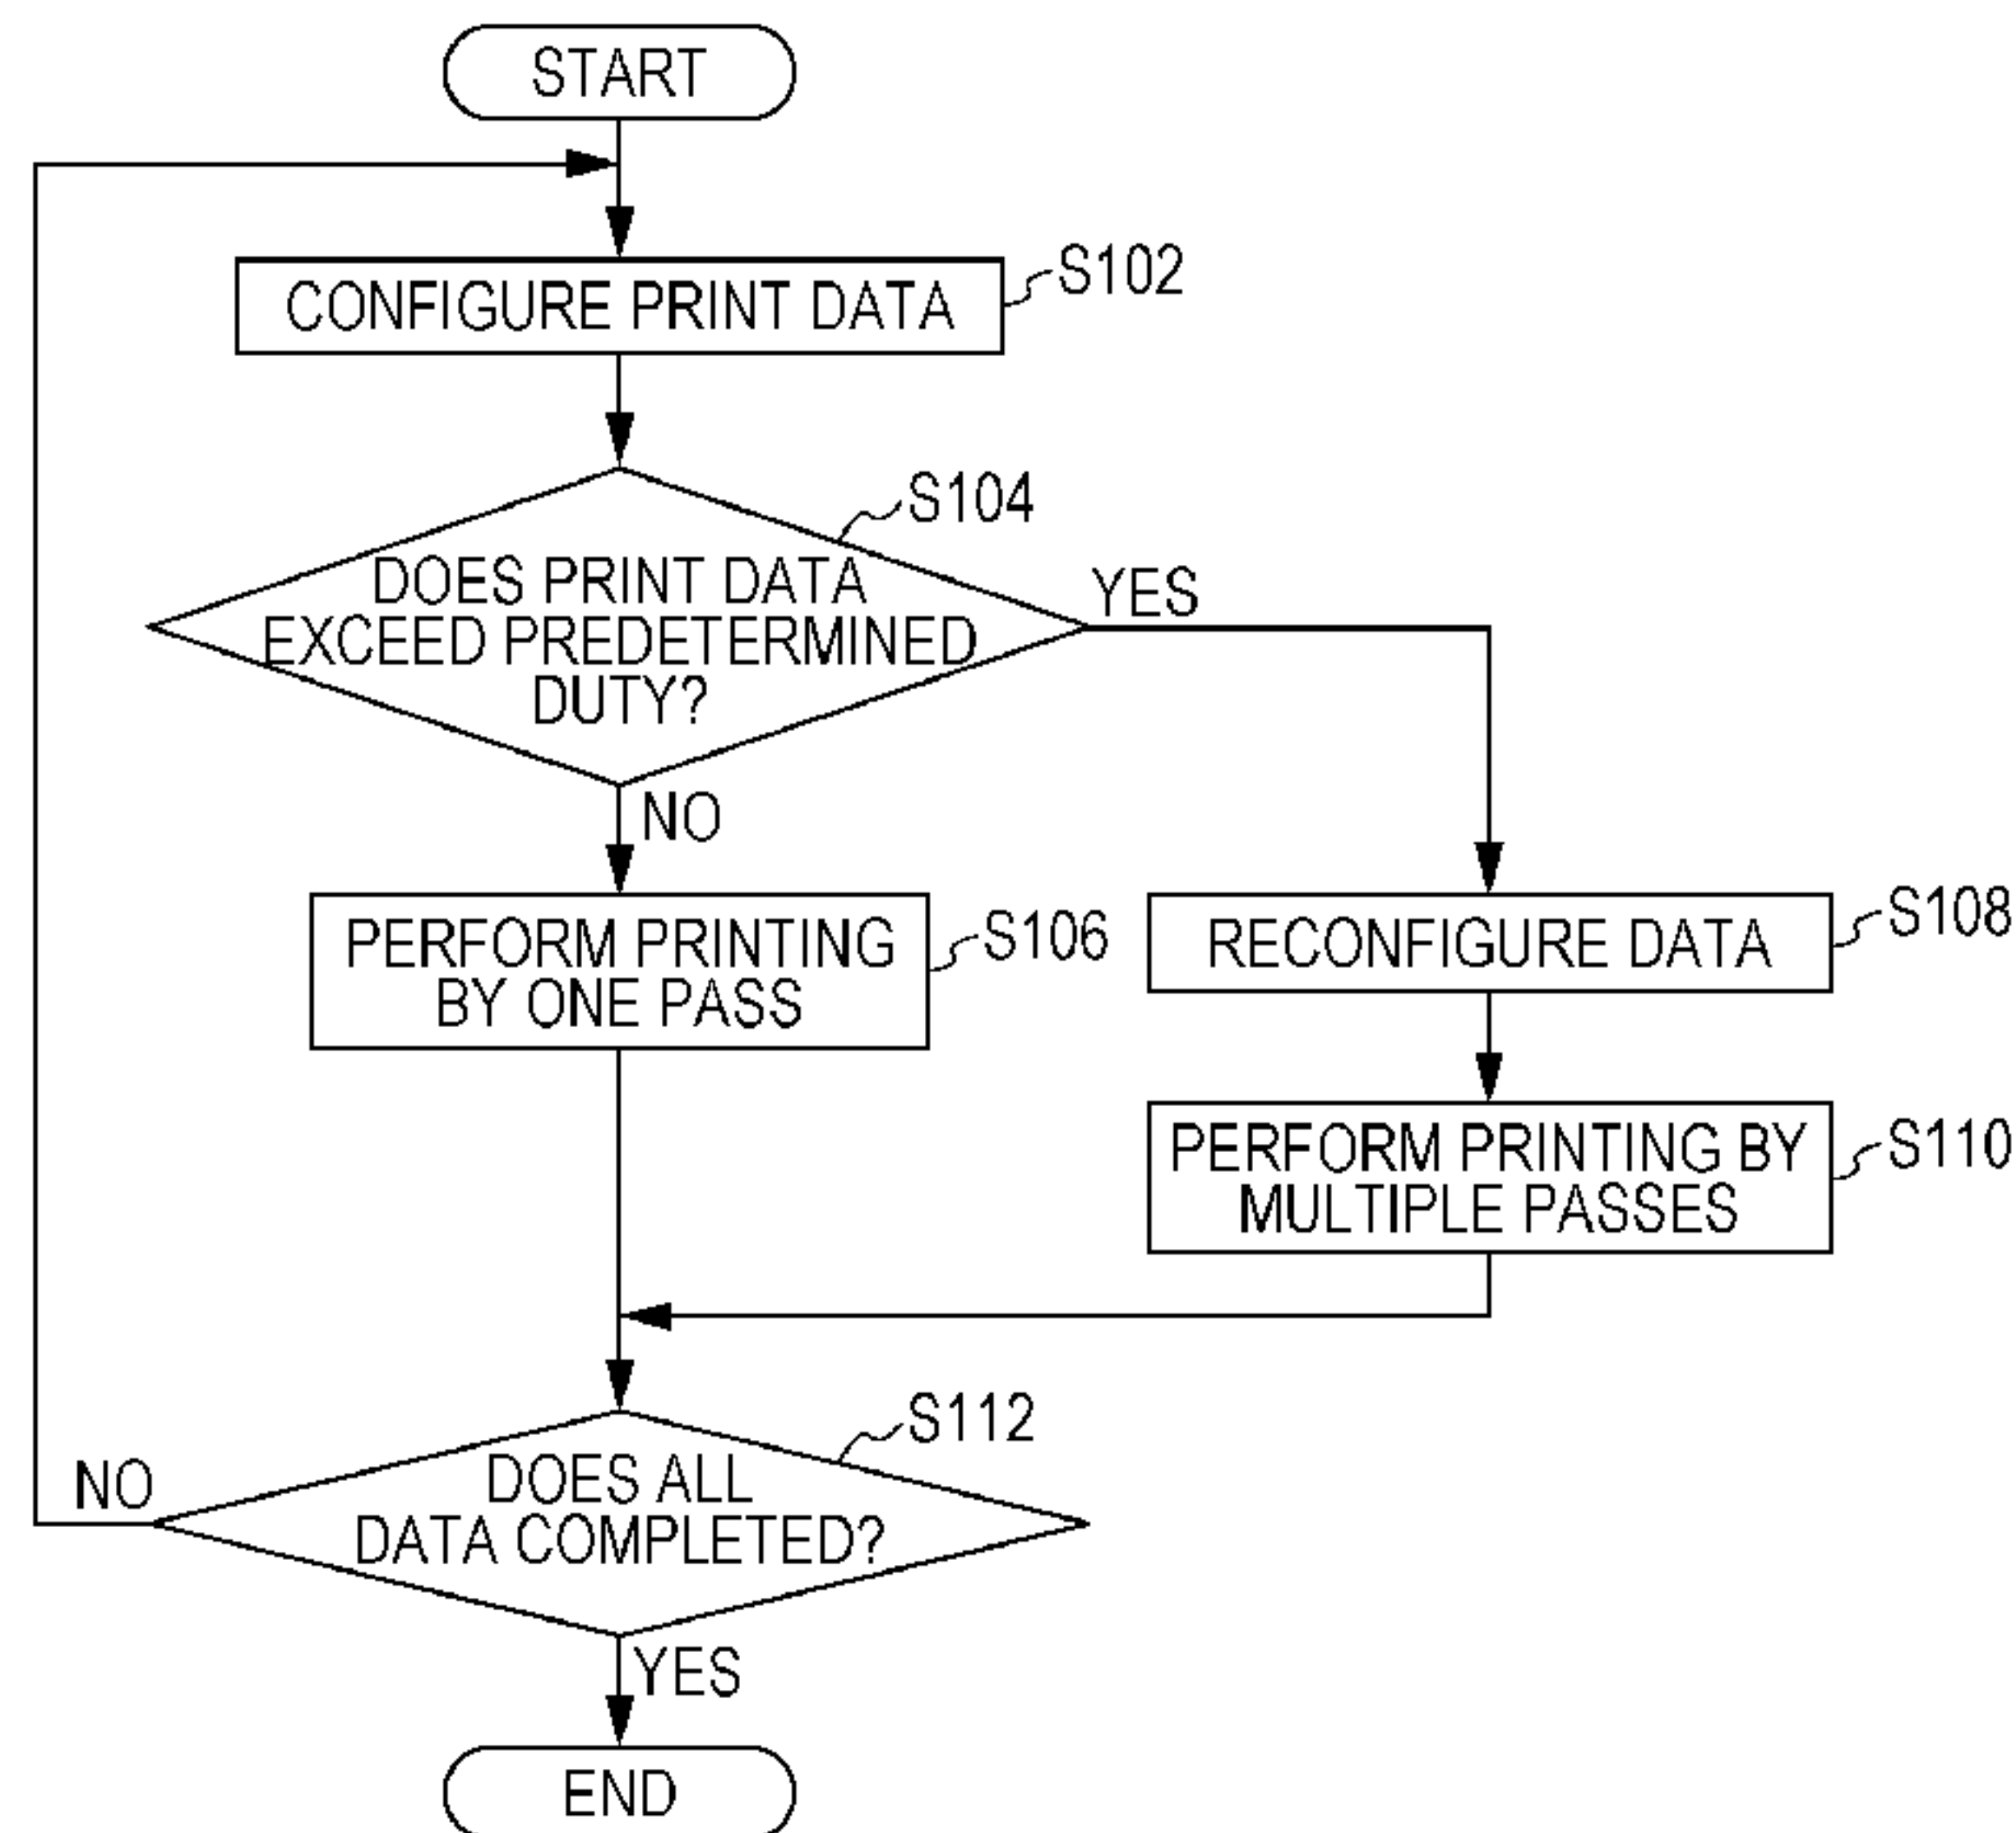 START
CONFIGURE PRINT DATA
S102
S104
DOES PRINT DATA
EXCEED PREDETERMINED
DUTY?
YES
NO
PERFORM PRINTING
BY ONE PASS
S106
RECONFIGURE DATA
S108
PERFORM PRINTING BY
MULTIPLE PASSES
S110
S112
DOES ALL
DATA COMPLETED?
NO
YES
END